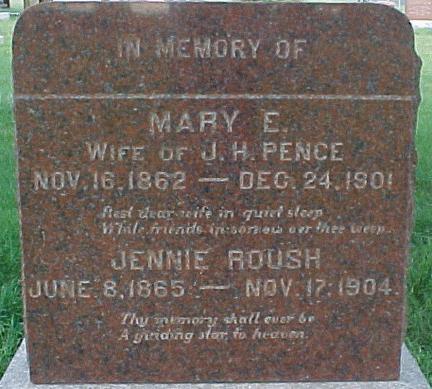 IN MEMORY OF
MARY E.
WIFE OF J.H. PENCE
NOV. 16, 1862 — DEC. 24, 1901
Rest dear wife in quiet sleep
While friends in sorrow over thee weep.
JENNIE ROUSH
JUNE 8, 1865 — NOV. 17, 1904.
Thy memory shall ever be
A guiding star to heaven.